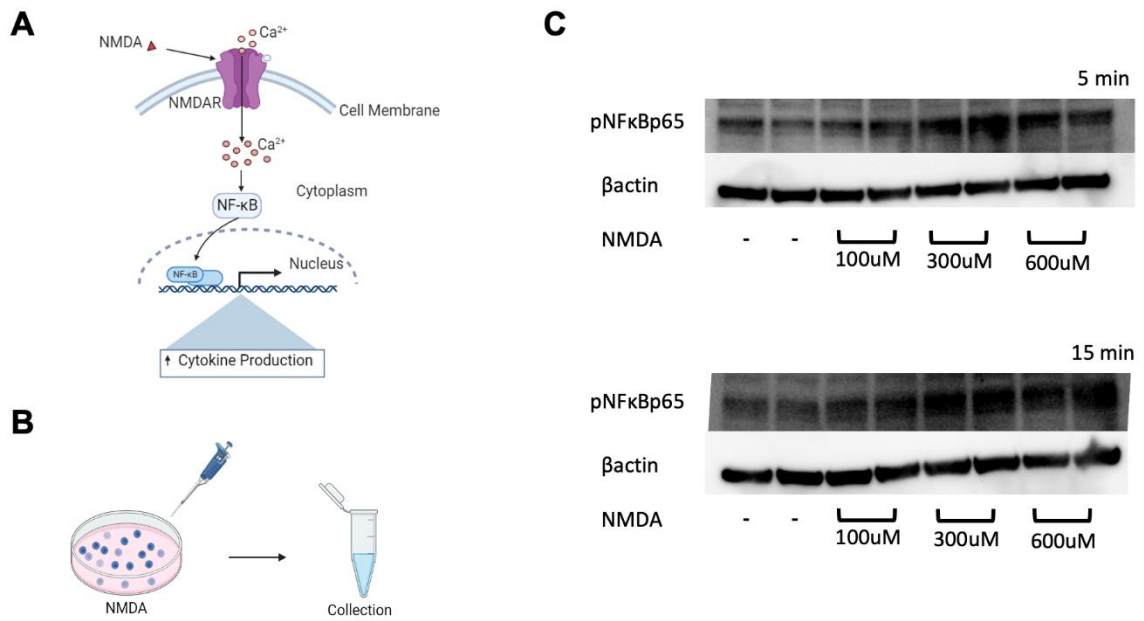 A
NMDA
Ca²⁺
NMDAR
Cell Membrane
Ca²⁺
Cytoplasm
NF-κB
Nucleus
NF-κB
↑ Cytokine Production
B
NMDA
Collection
C
5 min
pNFκBp65
βactin
NMDA - - 100uM 300uM 600uM
15 min
pNFκBp65
βactin
NMDA - - 100uM 300uM 600uM